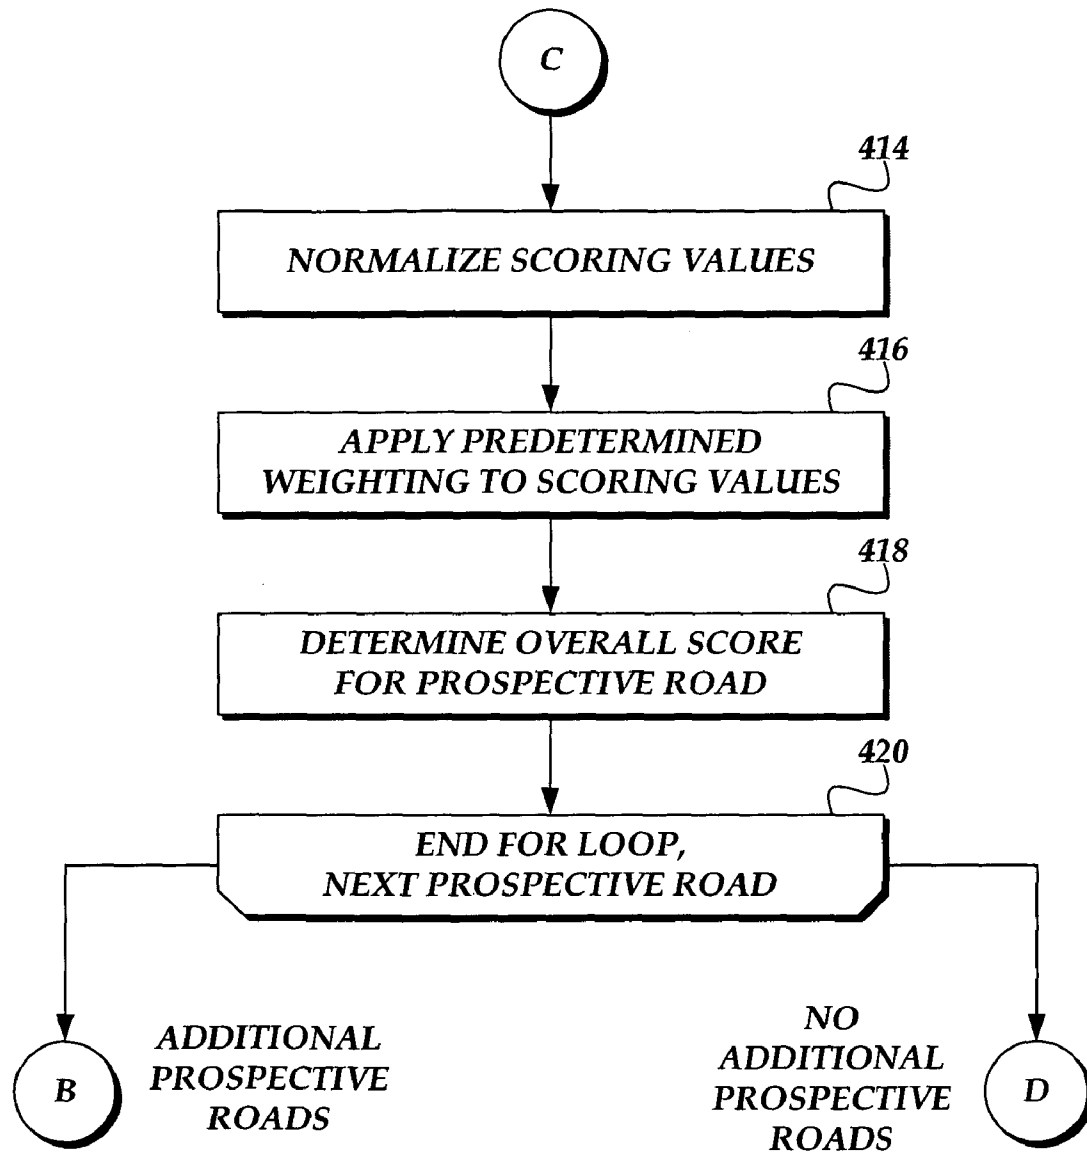 C
414
NORMALIZE SCORING VALUES
416
APPLY PREDETERMINED
WEIGHTING TO SCORING VALUES
418
DETERMINE OVERALL SCORE
FOR PROSPECTIVE ROAD
420
END FOR LOOP,
NEXT PROSPECTIVE ROAD
B
ADDITIONAL
PROSPECTIVE
ROADS
NO
ADDITIONAL
PROSPECTIVE
ROADS
D